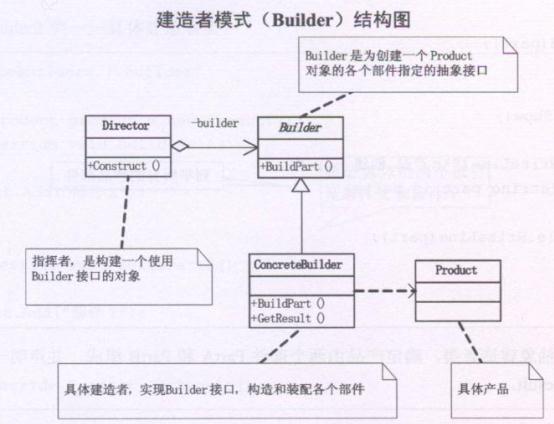 建造者模式（Builder）结构图
Builder是为创建一个Product
对象的各个部件指定的抽象接口
Director
-builder
Builder
+Construct ()
+BuildPart ()
指挥者，是构建一个使用
Builder接口的对象
ConcreteBuilder
Product
+BuildPart ()
+GetResult ()
具体建造者，实现Builder接口，构造和装配各个部件
具体产品